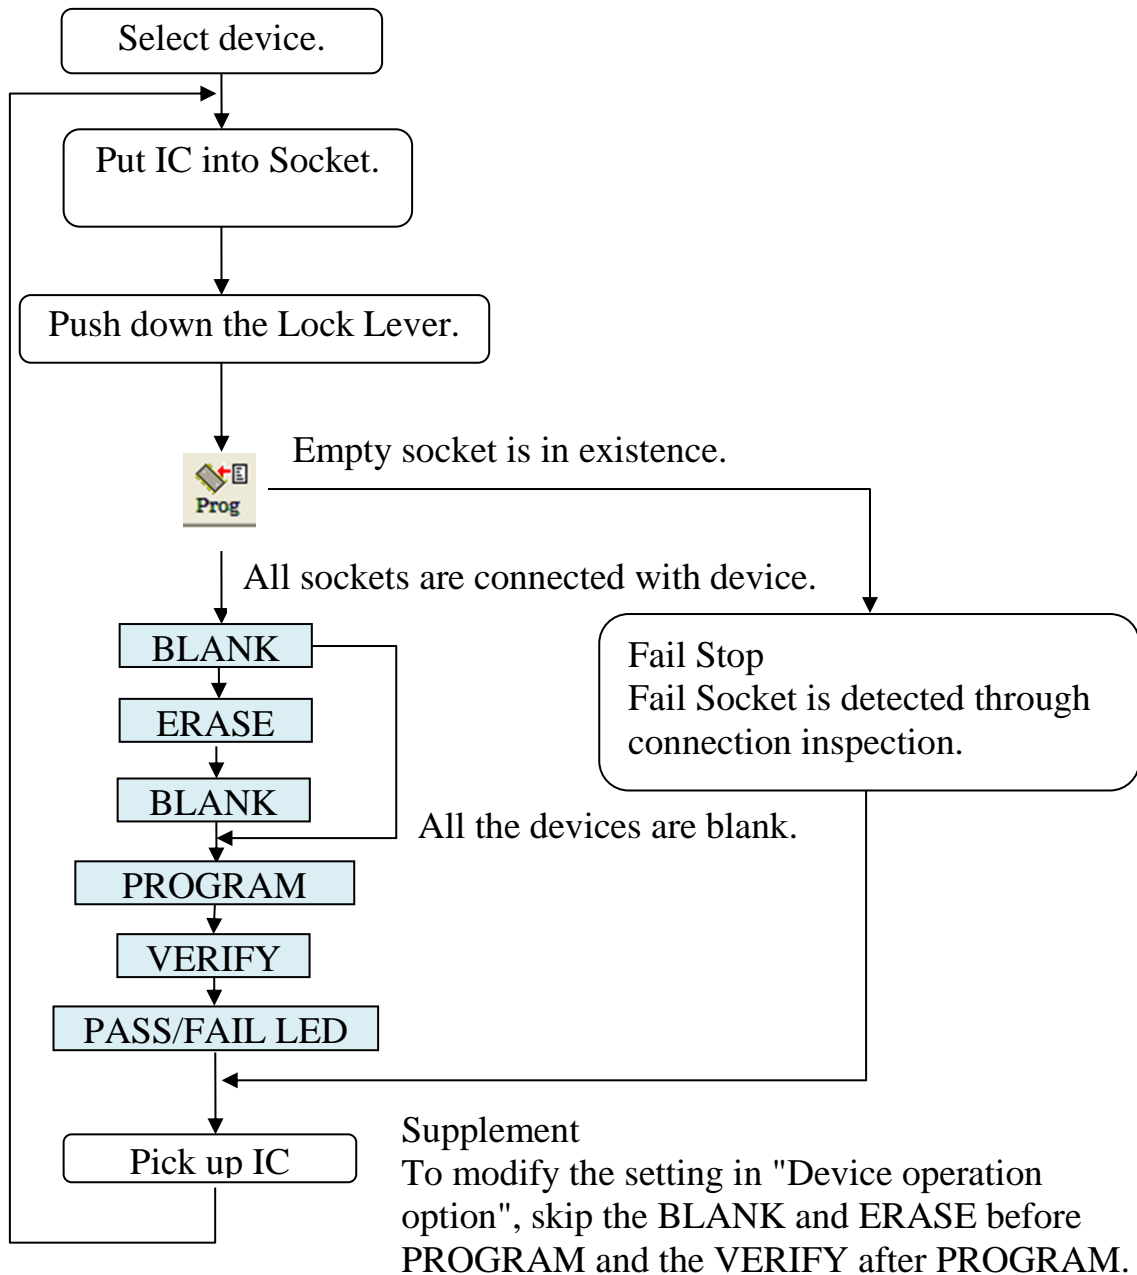 Select device.
Put IC into Socket.
Push down the Lock Lever.
Empty socket is in existence.
Prog
All sockets are connected with device.
BLANK
Fail Stop
Fail Socket is detected through
connection inspection.
ERASE
BLANK
All the devices are blank.
PROGRAM
VERIFY
PASS/FAIL LED
Pick up IC
Supplement
To modify the setting in "Device operation
option", skip the BLANK and ERASE before
PROGRAM and the VERIFY after PROGRAM.